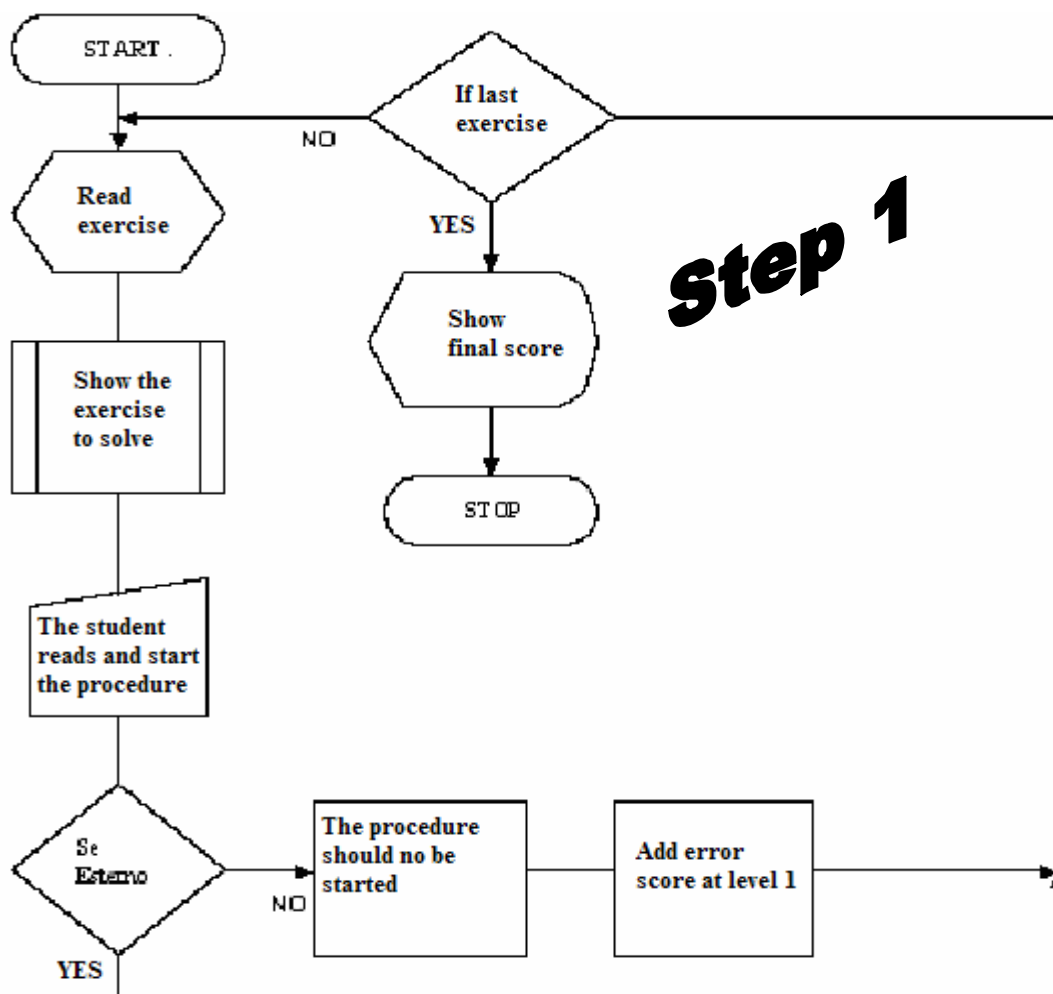 START.
If last
exercise
NO
Read
exercise
YES
Step 1
Show
final score
Show the
exercise
to solve
STOP
The student
reads and start
the procedure
Se
Esterno
NO
The procedure
should no be
started
Add error
score at level 1
YES